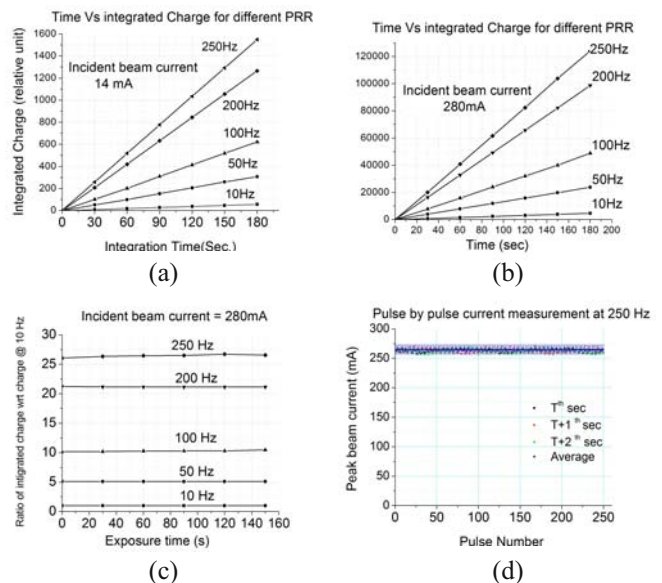 Time Vs integrated Charge for different PRR
Integrated Charge (relative unit)
1600
1400
1200
1000
800
600
400
200
0
Incident beam current
14 mA
250Hz
200Hz
100Hz
50Hz
10Hz
0 30 60 90 120 150 180
Integration Time(Sec.)
(a)
Time Vs integrated Charge for different PRR
120000
100000
80000
60000
40000
20000
0
Incident beam current
280mA
250Hz
200Hz
100Hz
50Hz
10Hz
0 20 40 60 80 100 120 140 160 180 200
Time (sec)
(b)
Incident beam current = 280mA
Ratio of intigrated charge wrt charge @ 10 Hz
35
30
25
20
15
10
5
0
250 Hz
200 Hz
100 Hz
50 Hz
10 Hz
0 20 40 60 80 100 120 140 160
Exposure time (s)
(c)
Pulse by pulse current measurement at 250 Hz
Peak beam current (mA)
300
250
200
150
100
50
0
Tth sec
T+1 th sec
T+2 th sec
Average
0 50 100 150 200 250
Pulse Number
(d)